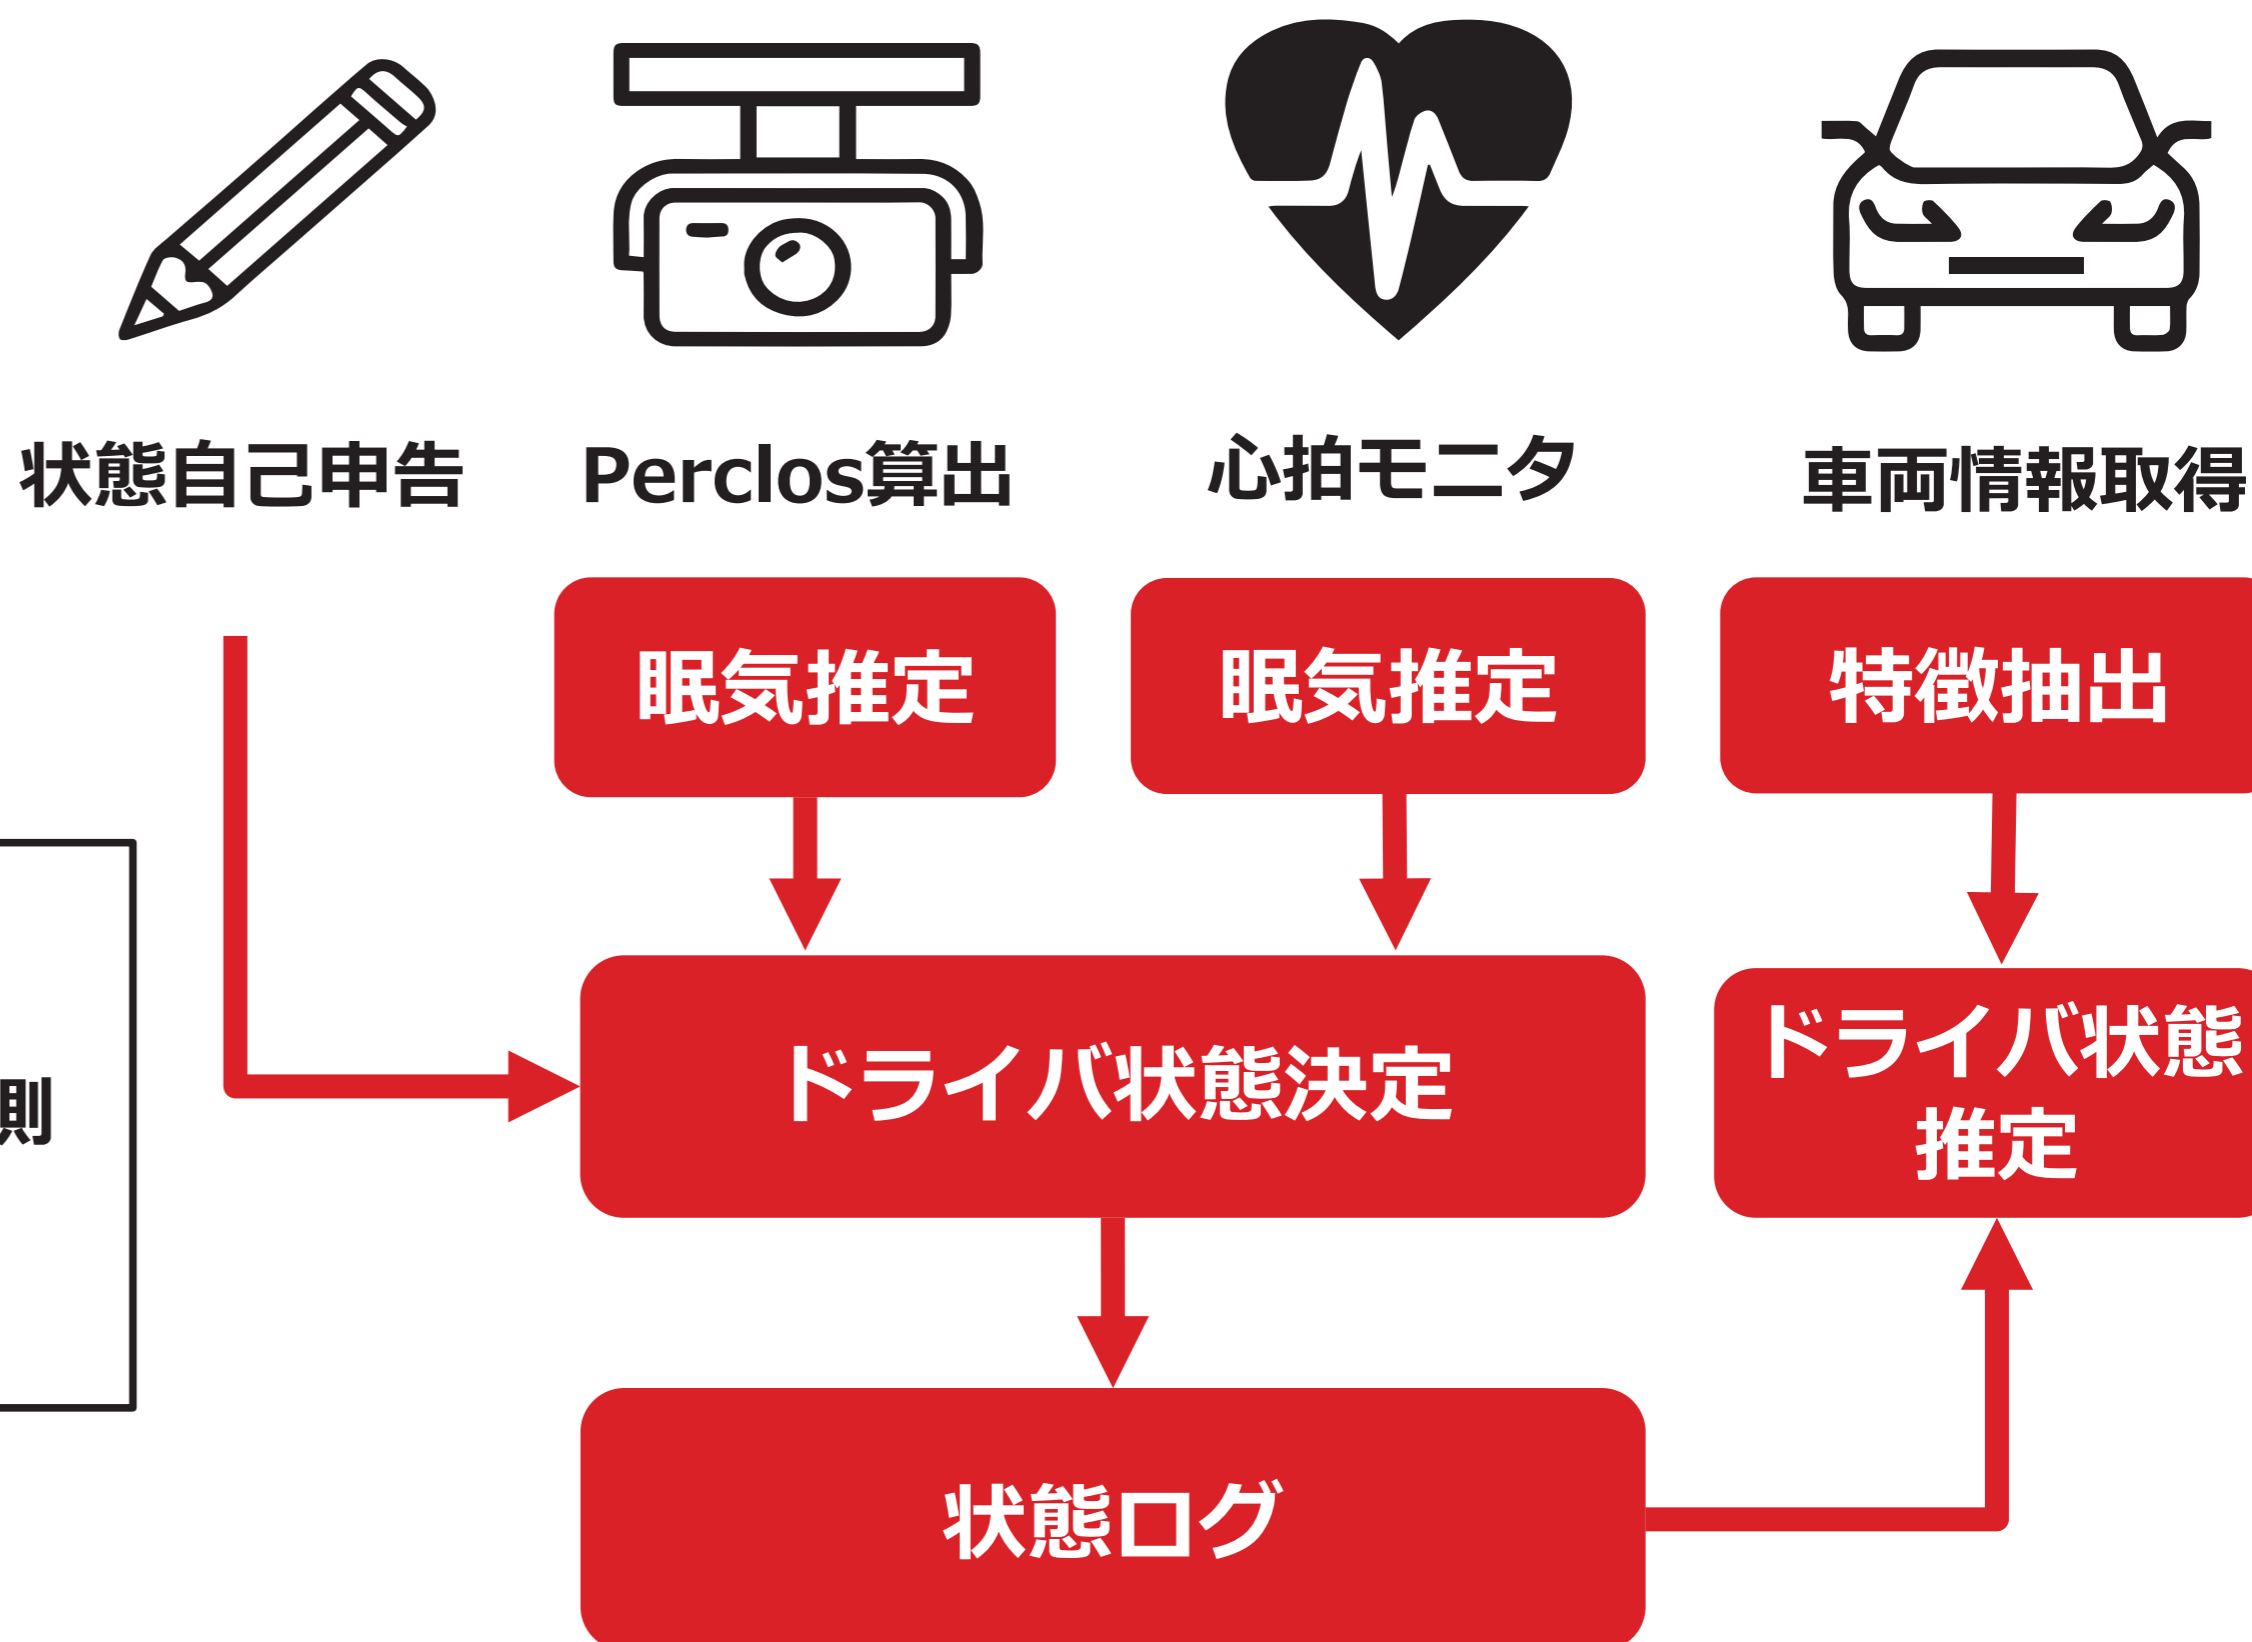 状態自己申告
Perclos算出
心拍モニタ
車両情報取得
眠気推定
眠気推定
特徴抽出
ドライバ状態決定
ドライバ状態
推定
則
状態ログ